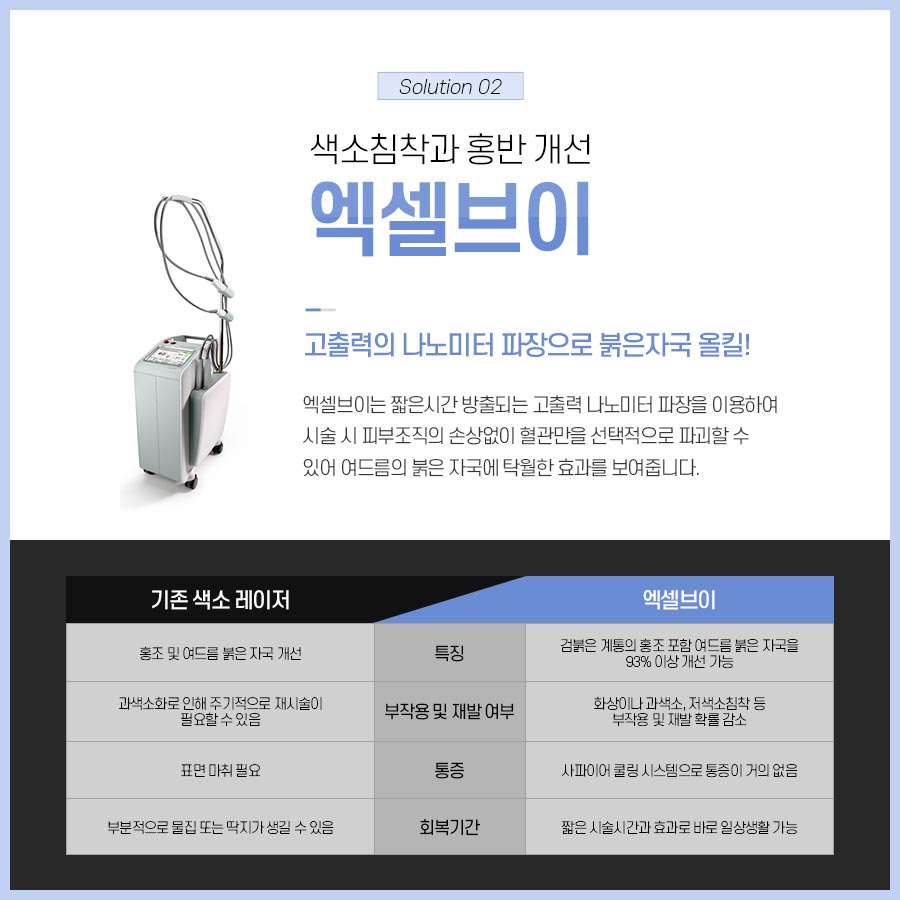 Solution 02
색소침착과 홍반 개선
엑셀브이
고출력의 나노미터 파장으로 붉은자국 올킬!
엑셀브이는 짧은시간 방출되는 고출력 나노미터 파장을 이용하여
시술 시 피부조직의 손상없이 혈관만을 선택적으로 파괴할 수
있어 여드름의 붉은 자국에 탁월한 효과를 보여줍니다.
기존 색소 레이저
엑셀브이
홍조 및 여드름 붉은 자국 개선
특징
검붉은 계통의 홍조 포함 여드름 붉은 자국을
93% 이상 개선 가능
과색소화로 인해 주기적으로 재시술이
필요할 수 있음
부작용 및 재발 여부
화상이나 과색소, 저색소침착 등
부작용 및 재발 확률 감소
표면 마취 필요
통증
사파이어 쿨링 시스템으로 통증이 거의 없음
부분적으로 물집 또는 딱지가 생길 수 있음
회복기간
짧은 시술시간과 효과로 바로 일상생활 가능